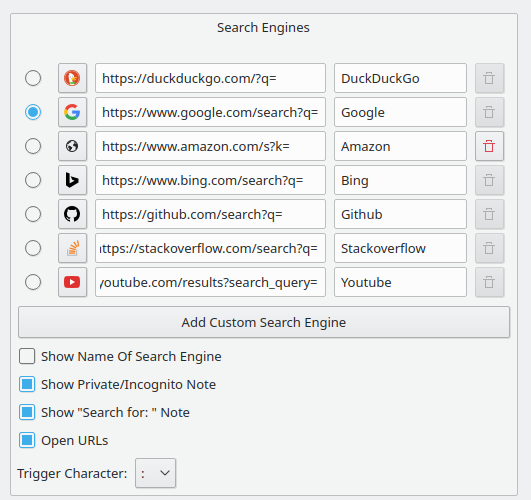 Search Engines
https://duckduckgo.com/?q= DuckDuckGo
https://www.google.com/search?q= Google
https://www.amazon.com/s?k= Amazon
https://www.bing.com/search?q= Bing
https://github.com/search?q= Github
ttps://stackoverflow.com/search?q= Stackoverflow
youtube.com/results?search_query= Youtube
Add Custom Search Engine
Show Name Of Search Engine
Show Private/Incognito Note
Show "Search for: " Note
Open URLs
Trigger Character: :